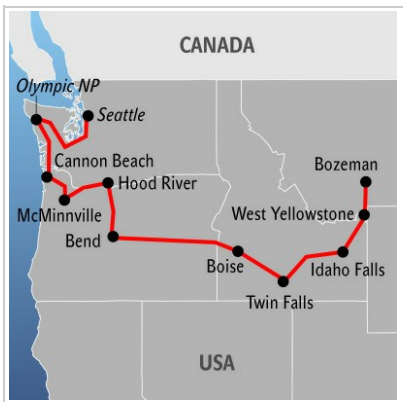 CANADA
Olympic NP
Seattle
Cannon Beach
Bozeman
Hood River
McMinnville
West Yellowstone
Bend
Boise
Idaho Falls
Twin Falls
USA